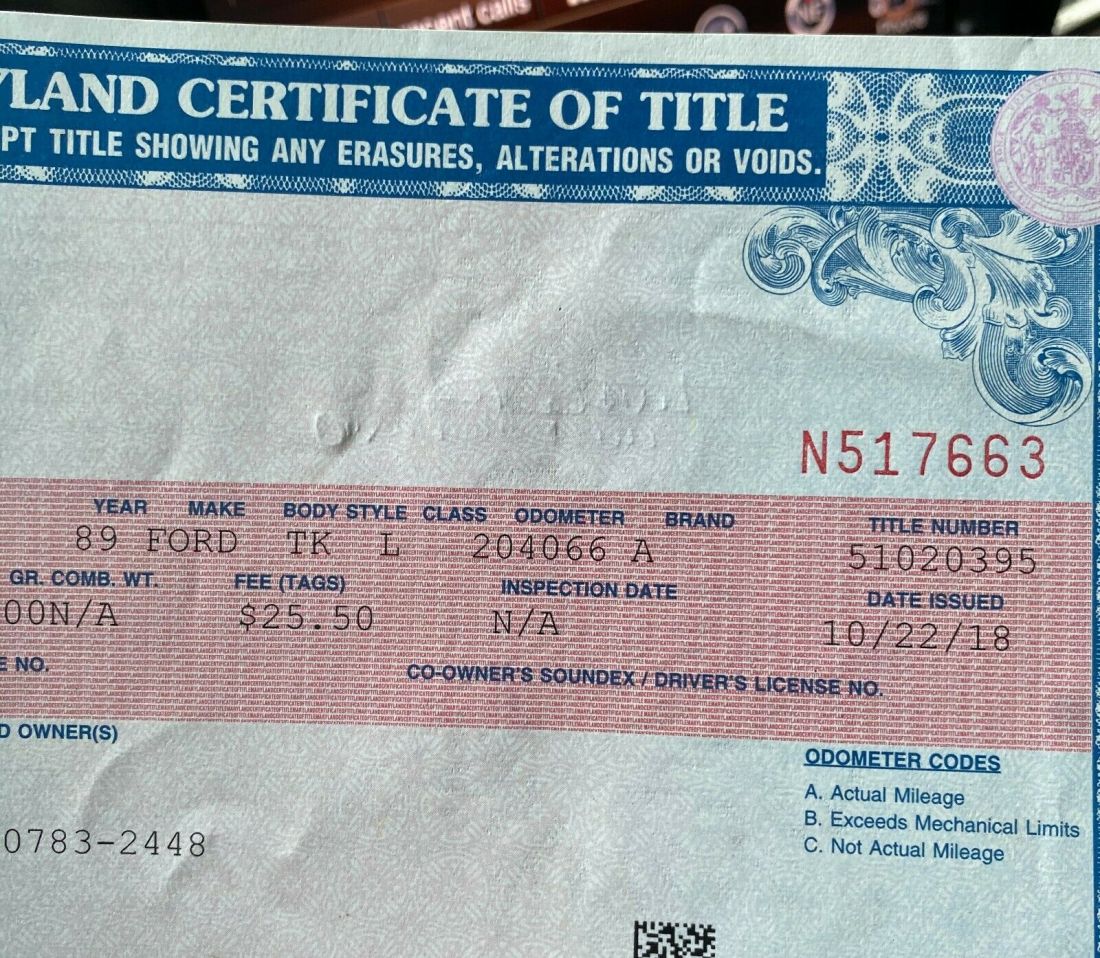 calls
YLAND CERTIFICATE OF TITLE
PT TITLE SHOWING ANY ERASURES, ALTERATIONS OR VOIDS.
N517663
YEAR MAKE BODY STYLE CLASS ODOMETER BRAND TITLE NUMBER
89 FORD TK L 204066 A 51020395
GR. COMB. WT. FEE (TAGS) INSPECTION DATE DATE ISSUED
00N/A $25.50 N/A 10/22/18
E NO. CO-OWNER'S SOUNDEX / DRIVER'S LICENSE NO.
D OWNER(S)
ODOMETER CODES
A. Actual Mileage
B. Exceeds Mechanical Limits
C. Not Actual Mileage
0783-2448